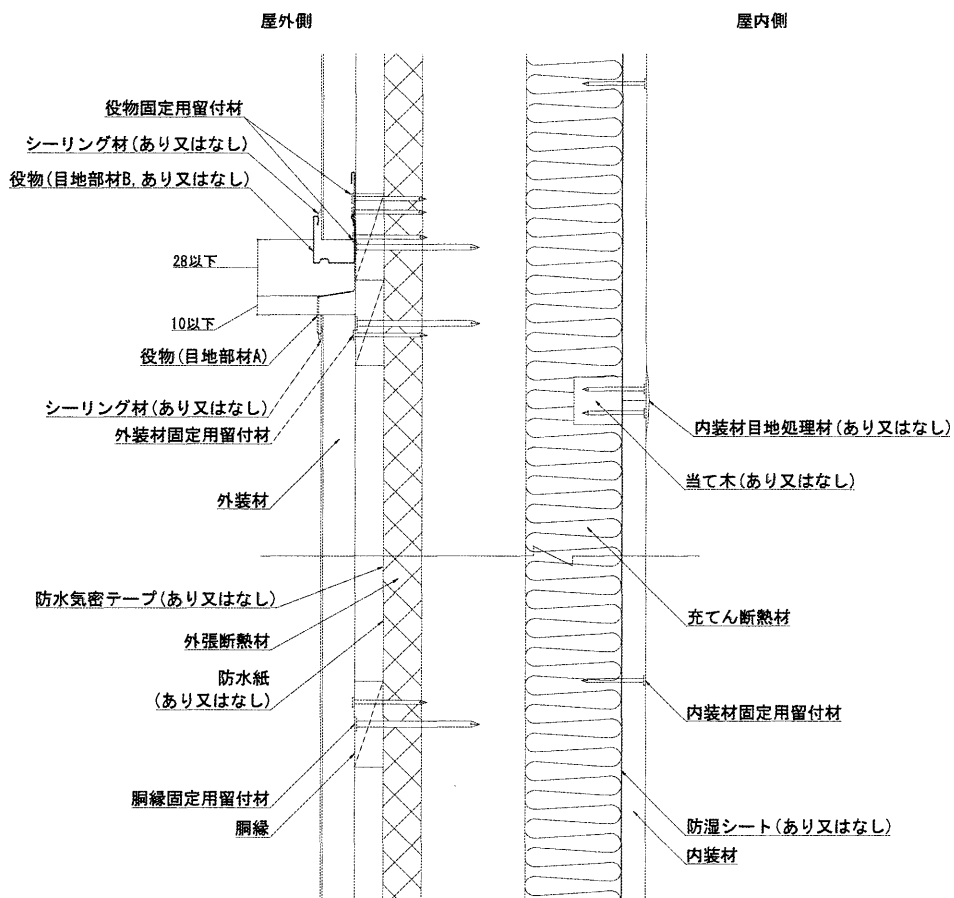 屋外側
屋内側
役物固定用留付材
シーリング材(あり又はなし)
役物(目地部材B,あり又はなし)
28以下
10以下
役物(目地部材A)
シーリング材(あり又はなし)
外装材固定用留付材
外装材
防水気密テープ(あり又はなし)
外張断熱材
防水紙
(あり又はなし)
胴縁固定用留付材
胴縁
内装材目地処理材(あり又はなし)
当て木(あり又はなし)
充てん断熱材
内装材固定用留付材
防湿シート(あり又はなし)
内装材